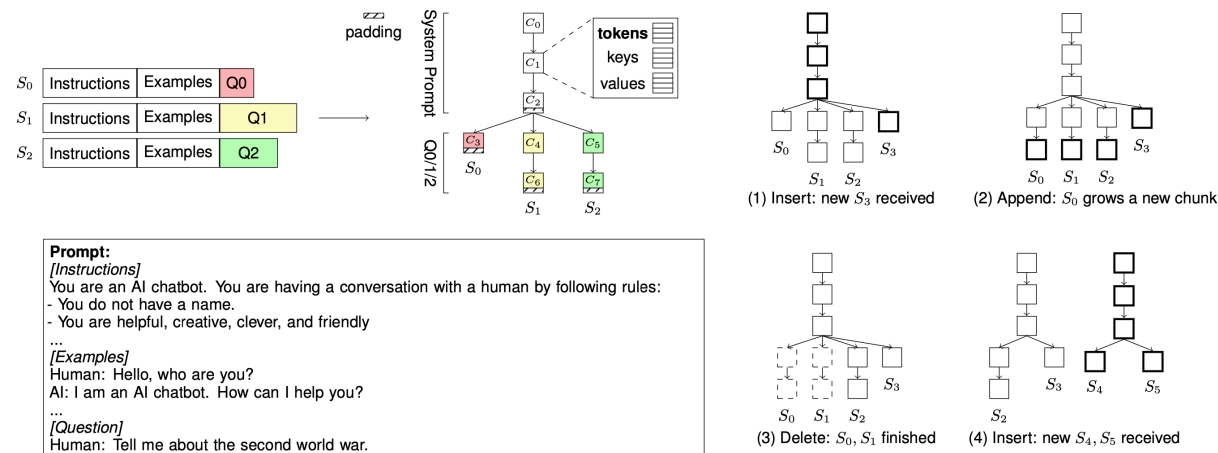 padding
S0 Instructions Examples Q0
S1 Instructions Examples Q1
S2 Instructions Examples Q2
System Prompt
Q0/1/2
C0
C1
C2
C3 C4 C5
S0
C6 C7
S1 S2
tokens
keys
values
S0 S3
S1 S2
(1) Insert: new S3 received
S3
S0 S1 S2
(2) Append: S0 grows a new chunk
Prompt:
[Instructions]
You are an AI chatbot. You are having a conversation with a human by following rules:
- You do not have a name.
- You are helpful, creative, clever, and friendly
...
[Examples]
Human: Hello, who are you?
AI: I am an AI chatbot. How can I help you?
...
[Question]
Human: Tell me about the second world war.
S3
S0 S1 S2
(3) Delete: S0, S1 finished
S3 S4 S5
S2
(4) Insert: new S4, S5 received